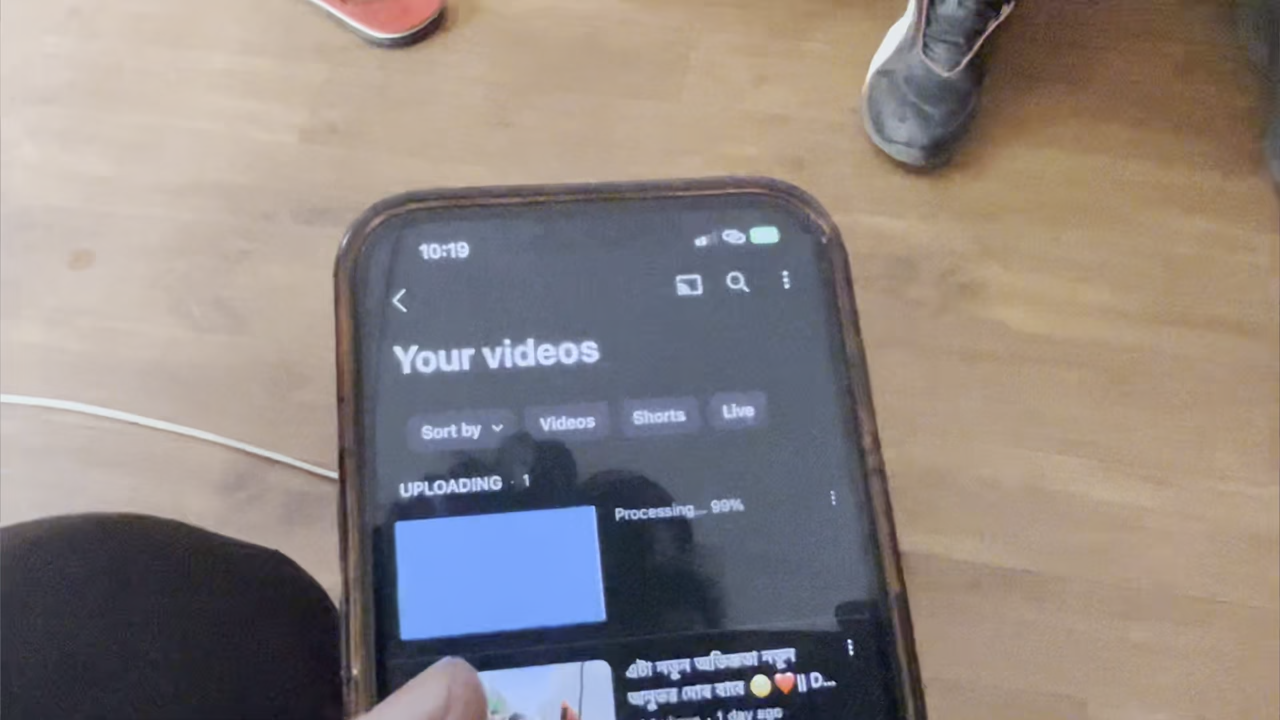 10:19
Your videos
Sort by Videos Shorts Live
UPLOADING · 1
Processing... 99%
এটা নতুন অভিজ্ঞতা নতুন
|| D...
· 1 day ago